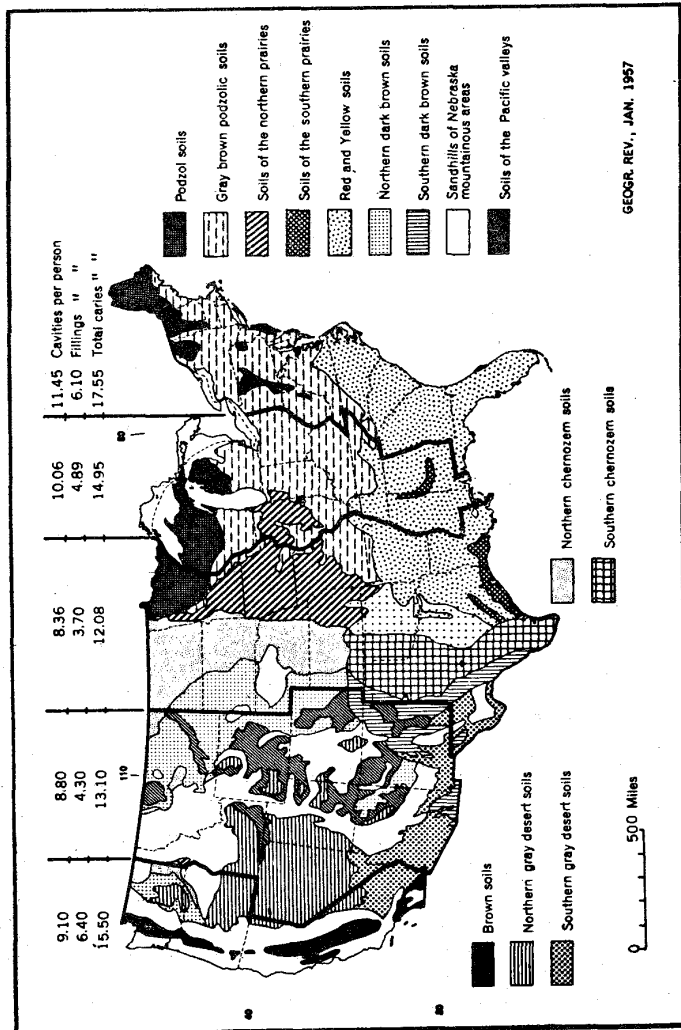 9.10 8.80 8.36 10.06 11.45 Cavities per person
6.40 4.30 3.70 4.89 6.10 Fillings " "
15.50 13.10 12.08 14.95 17.55 Total caries " "
110 80
40
30
Podzol soils
Gray brown podzolic soils
Soils of the northern prairies
Soils of the southern prairies
Red and Yellow soils
Northern dark brown soils
Southern dark brown soils
Sandhills of Nebraska
mountainous areas
Soils of the Pacific valleys
Brown soils
Northern gray desert soils
Southern gray desert soils
Northern chernozem soils
Southern chernozem soils
0 500 Miles
GEOGR. REV., JAN. 1957